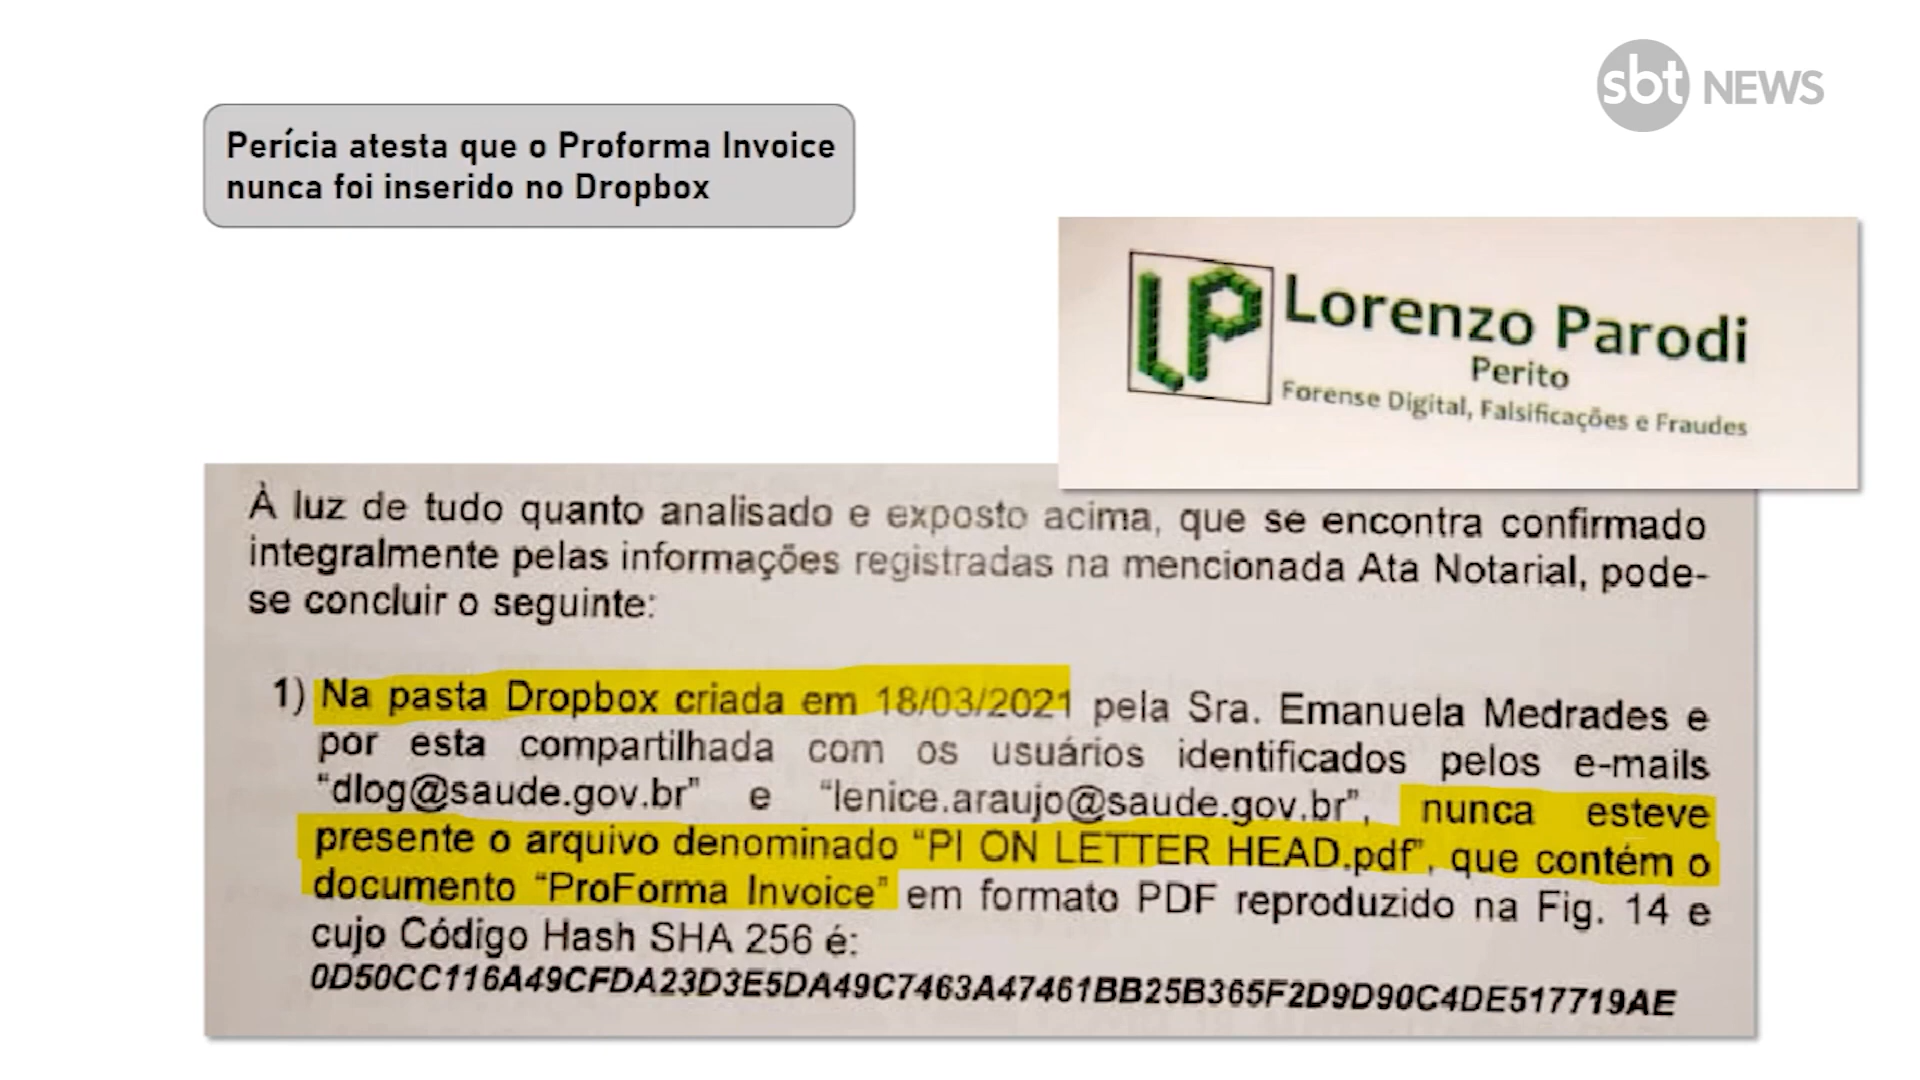 sbt NEWS
Perícia atesta que o Proforma Invoice
nunca foi inserido no Dropbox
LP
Lorenzo Parodi
Perito
Forense Digital, Falsificações e Fraudes
À luz de tudo quanto analisado e exposto acima, que se encontra confirmado
integralmente pelas informações registradas na mencionada Ata Notarial, pode-
se concluir o seguinte:
1) Na pasta Dropbox criada em 18/03/2021 pela Sra. Emanuela Medrades e
por esta compartilhada com os usuários identificados pelos e-mails
“dlog@saude.gov.br” e “lenice.araujo@saude.gov.br”, nunca esteve
presente o arquivo denominado “PI ON LETTER HEAD.pdf”, que contém o
documento “ProForma Invoice” em formato PDF reproduzido na Fig. 14 e
cujo Código Hash SHA 256 é:
0D50CC116A49CFDA23D3E5DA49C7463A47461BB25B365F2D9D90C4DE517719AE